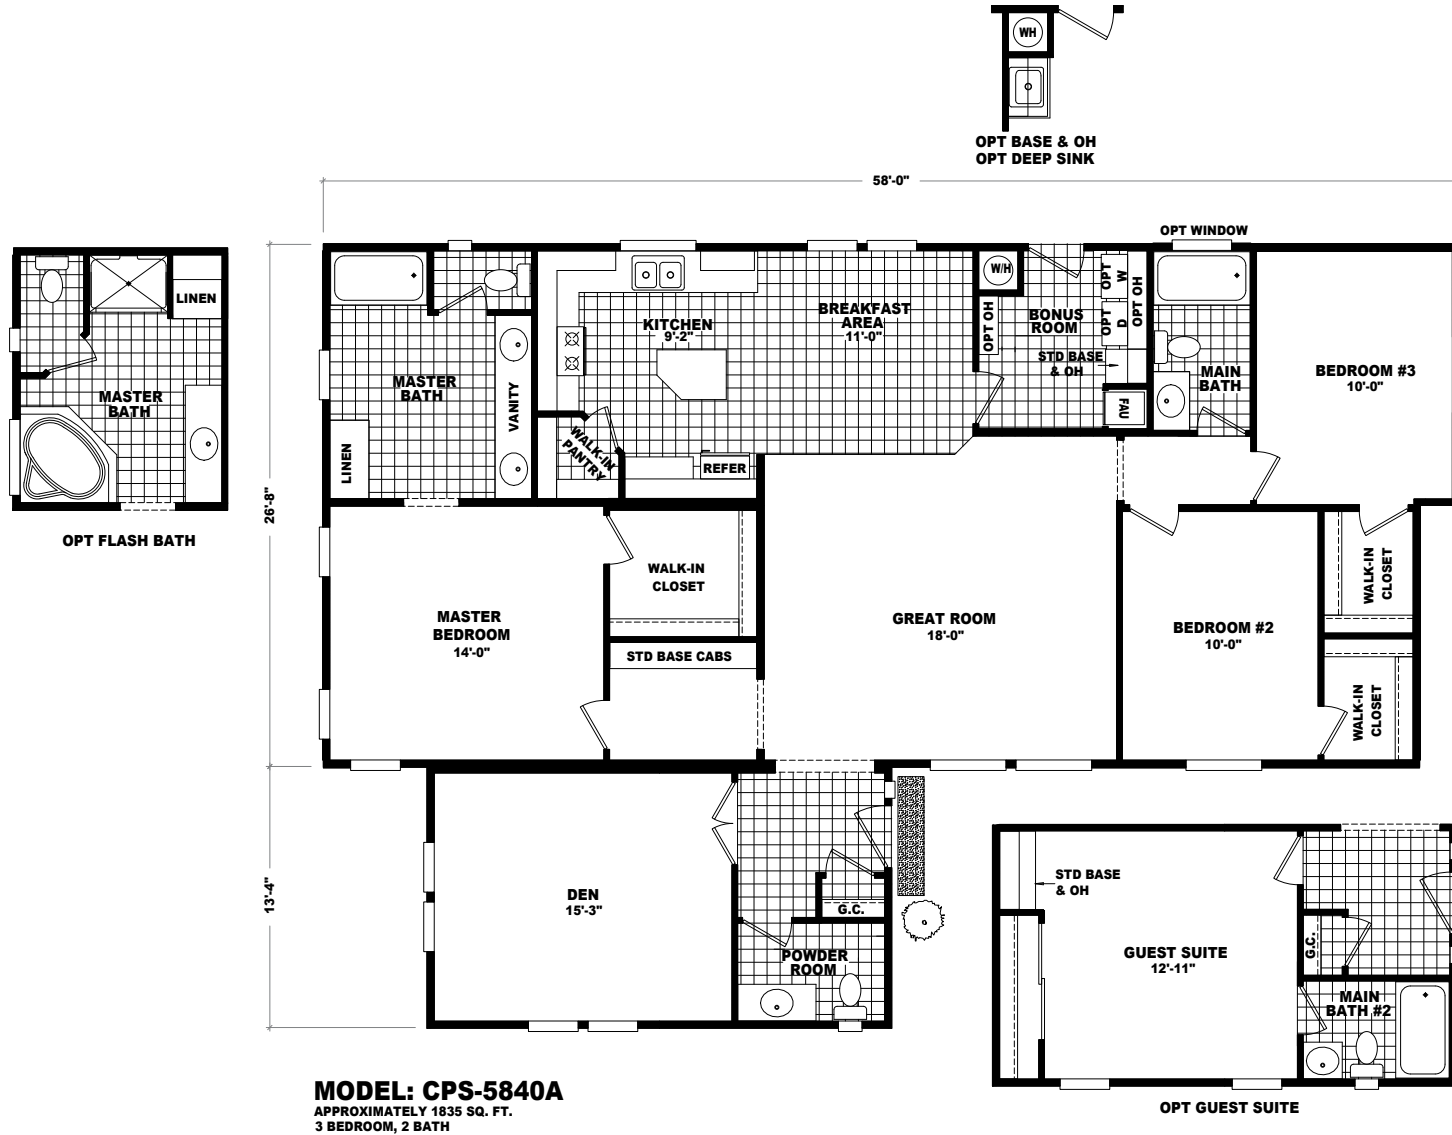 WH
OPT BASE & OH
OPT DEEP SINK
58'-0"
OPT WINDOW
26'-8"
13'-4"
LINEN
MASTER
BATH
OPT FLASH BATH
MASTER
BATH
LINEN
VANITY
KITCHEN
9'-2"
WALK-IN
PANTRY
REFER
BREAKFAST
AREA
11'-0"
W/H
OPT OH
BONUS
ROOM
OPT
W
OPT
D
OPT OH
STD BASE
& OH
FAU
MAIN
BATH
BEDROOM #3
10'-0"
MASTER
BEDROOM
14'-0"
WALK-IN
CLOSET
STD BASE CABS
GREAT ROOM
18'-0"
BEDROOM #2
10'-0"
WALK-IN
CLOSET
WALK-IN
CLOSET
DEN
15'-3"
G.C.
POWDER
ROOM
STD BASE
& OH
GUEST SUITE
12'-11"
G.C.
MAIN
BATH #2
OPT GUEST SUITE
MODEL: CPS-5840A
APPROXIMATELY 1835 SQ. FT.
3 BEDROOM, 2 BATH